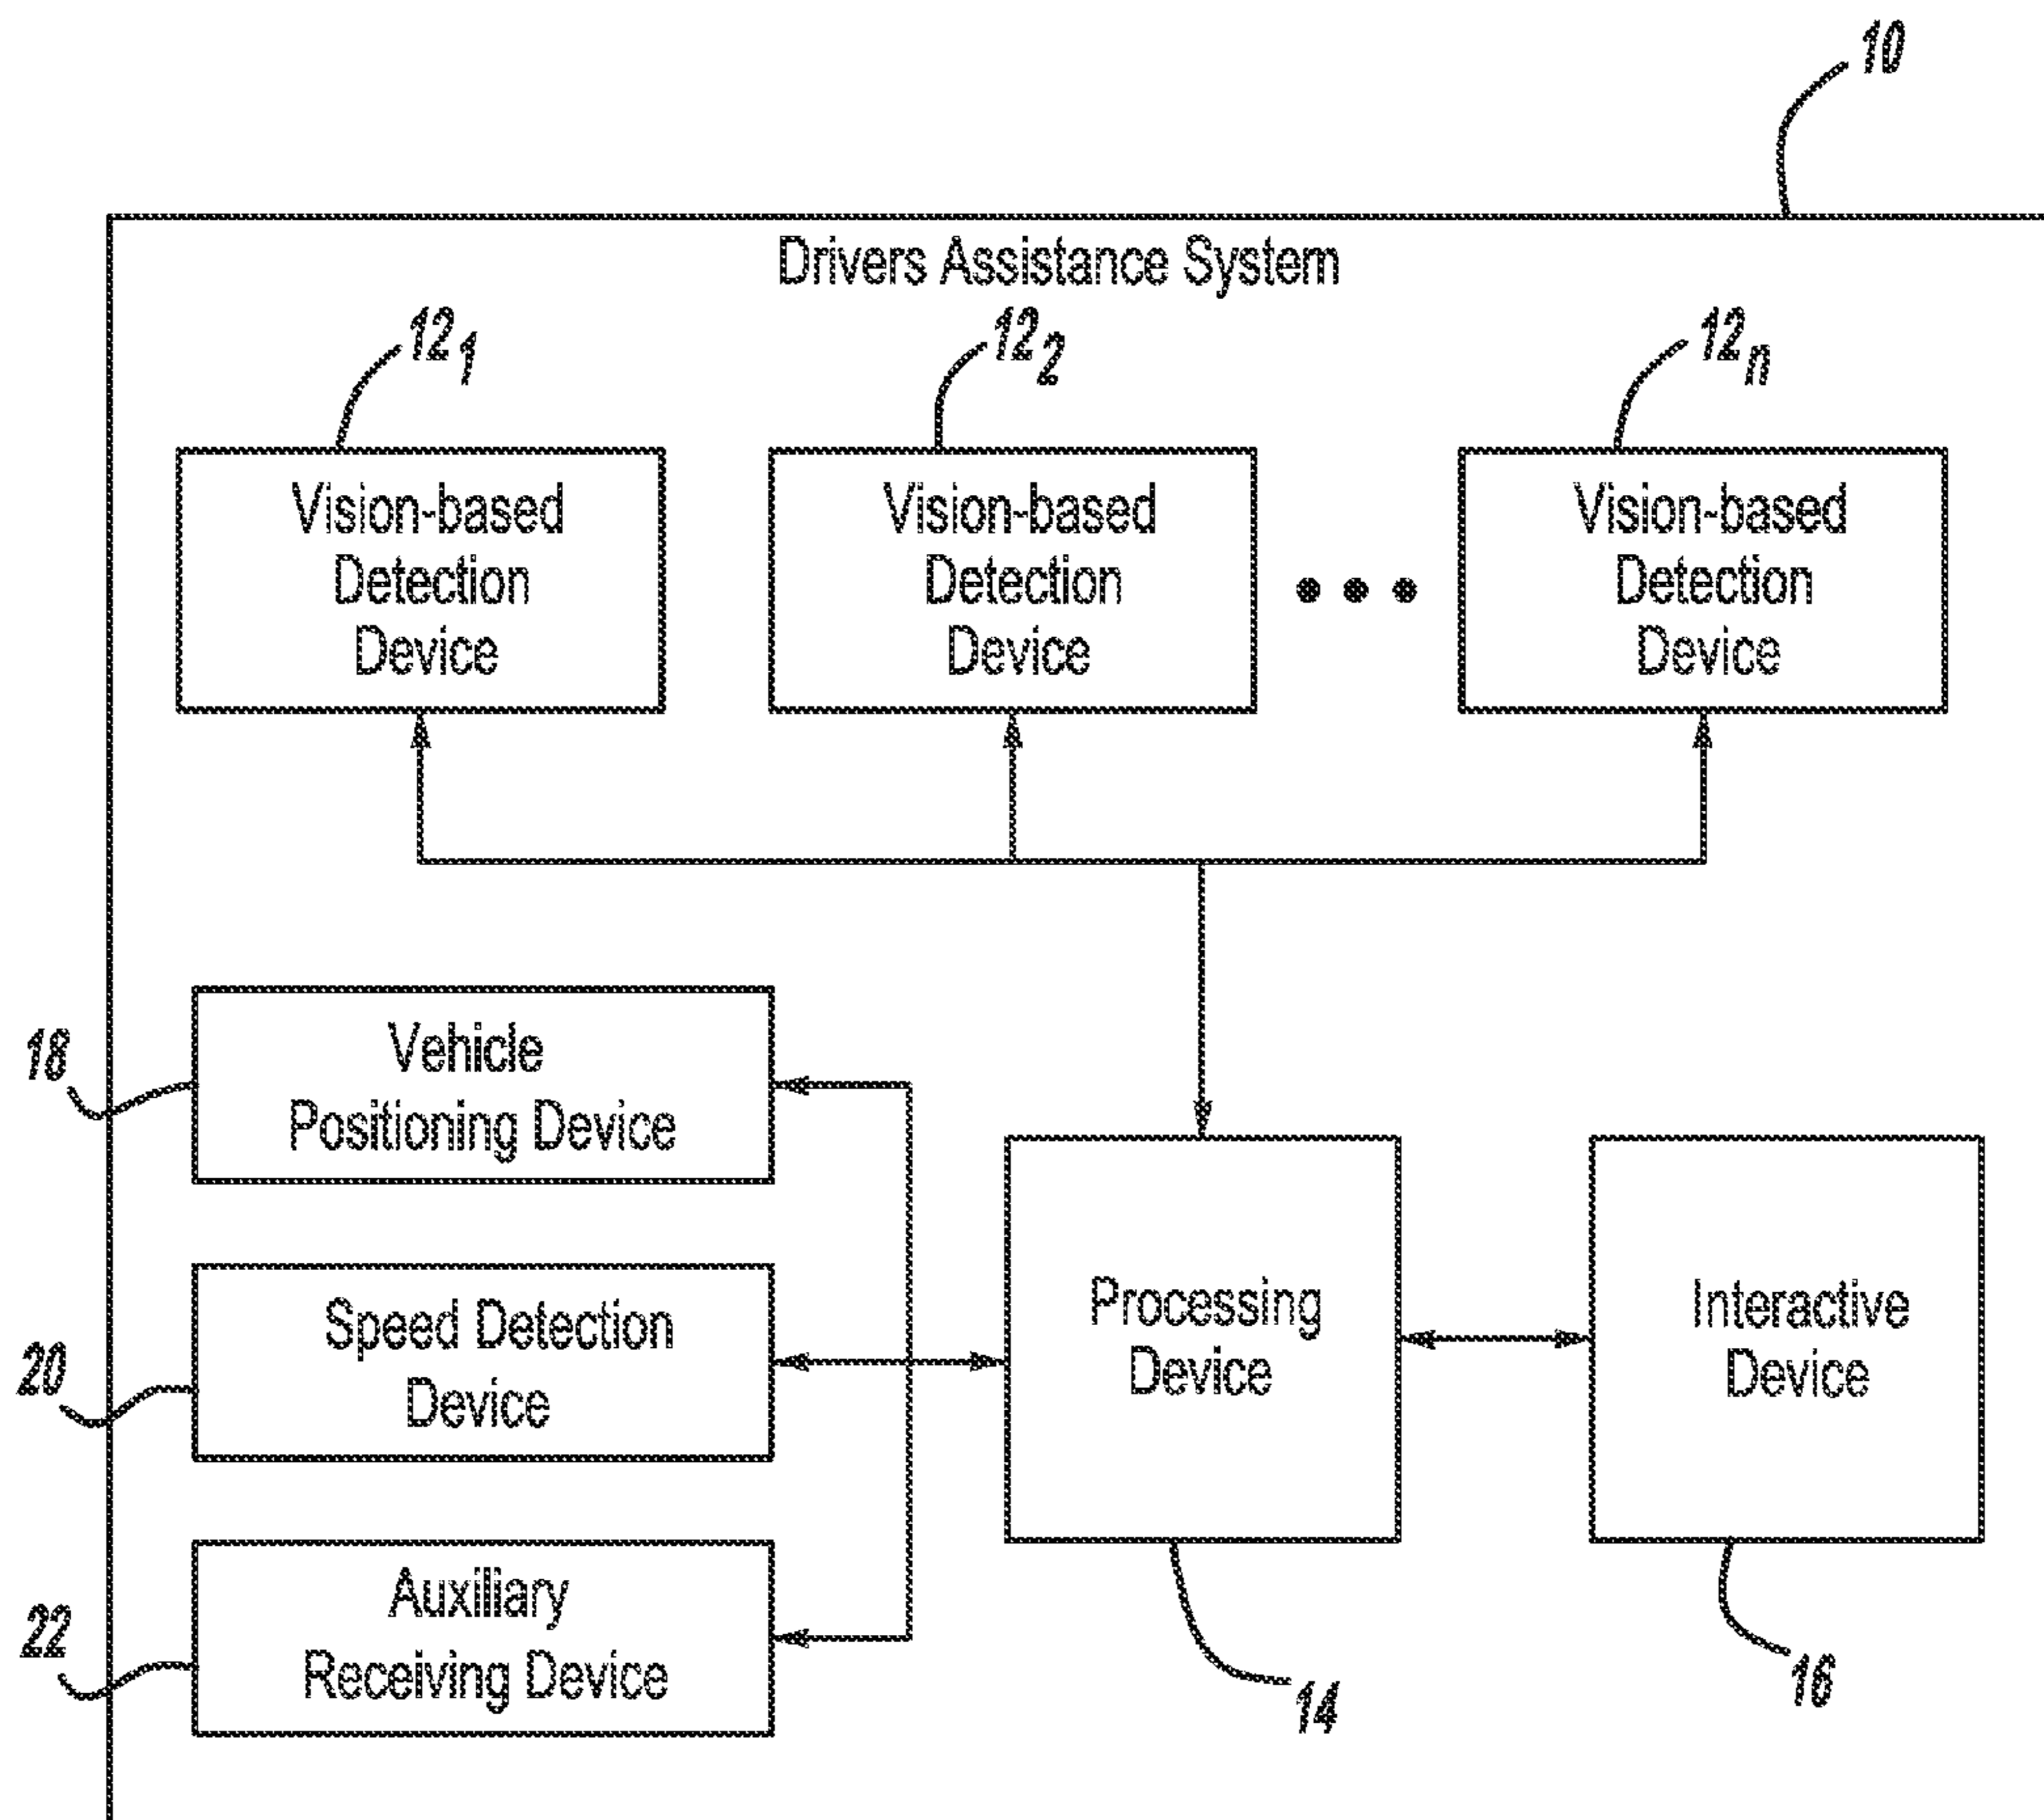 10
Drivers Assistance System
12₁
12₂
12ₙ
Vision-based
Detection
Device
Vision-based
Detection
Device
Vision-based
Detection
Device
18
Vehicle
Positioning Device
20
Speed Detection
Device
22
Auxiliary
Receiving Device
Processing
Device
14
Interactive
Device
16